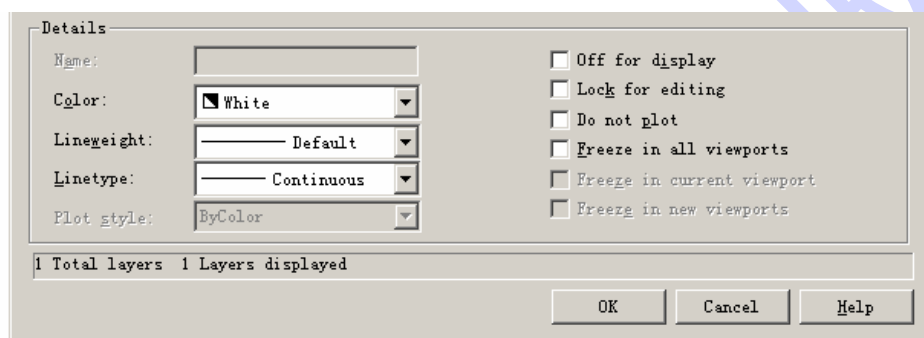 Details
Name:
Color:
White
Lineweight:
Default
Linetype:
Continuous
Plot style:
ByColor
Off for display
Lock for editing
Do not plot
Freeze in all viewports
Freeze in current viewport
Freeze in new viewports
1 Total layers 1 Layers displayed
OK
Cancel
Help